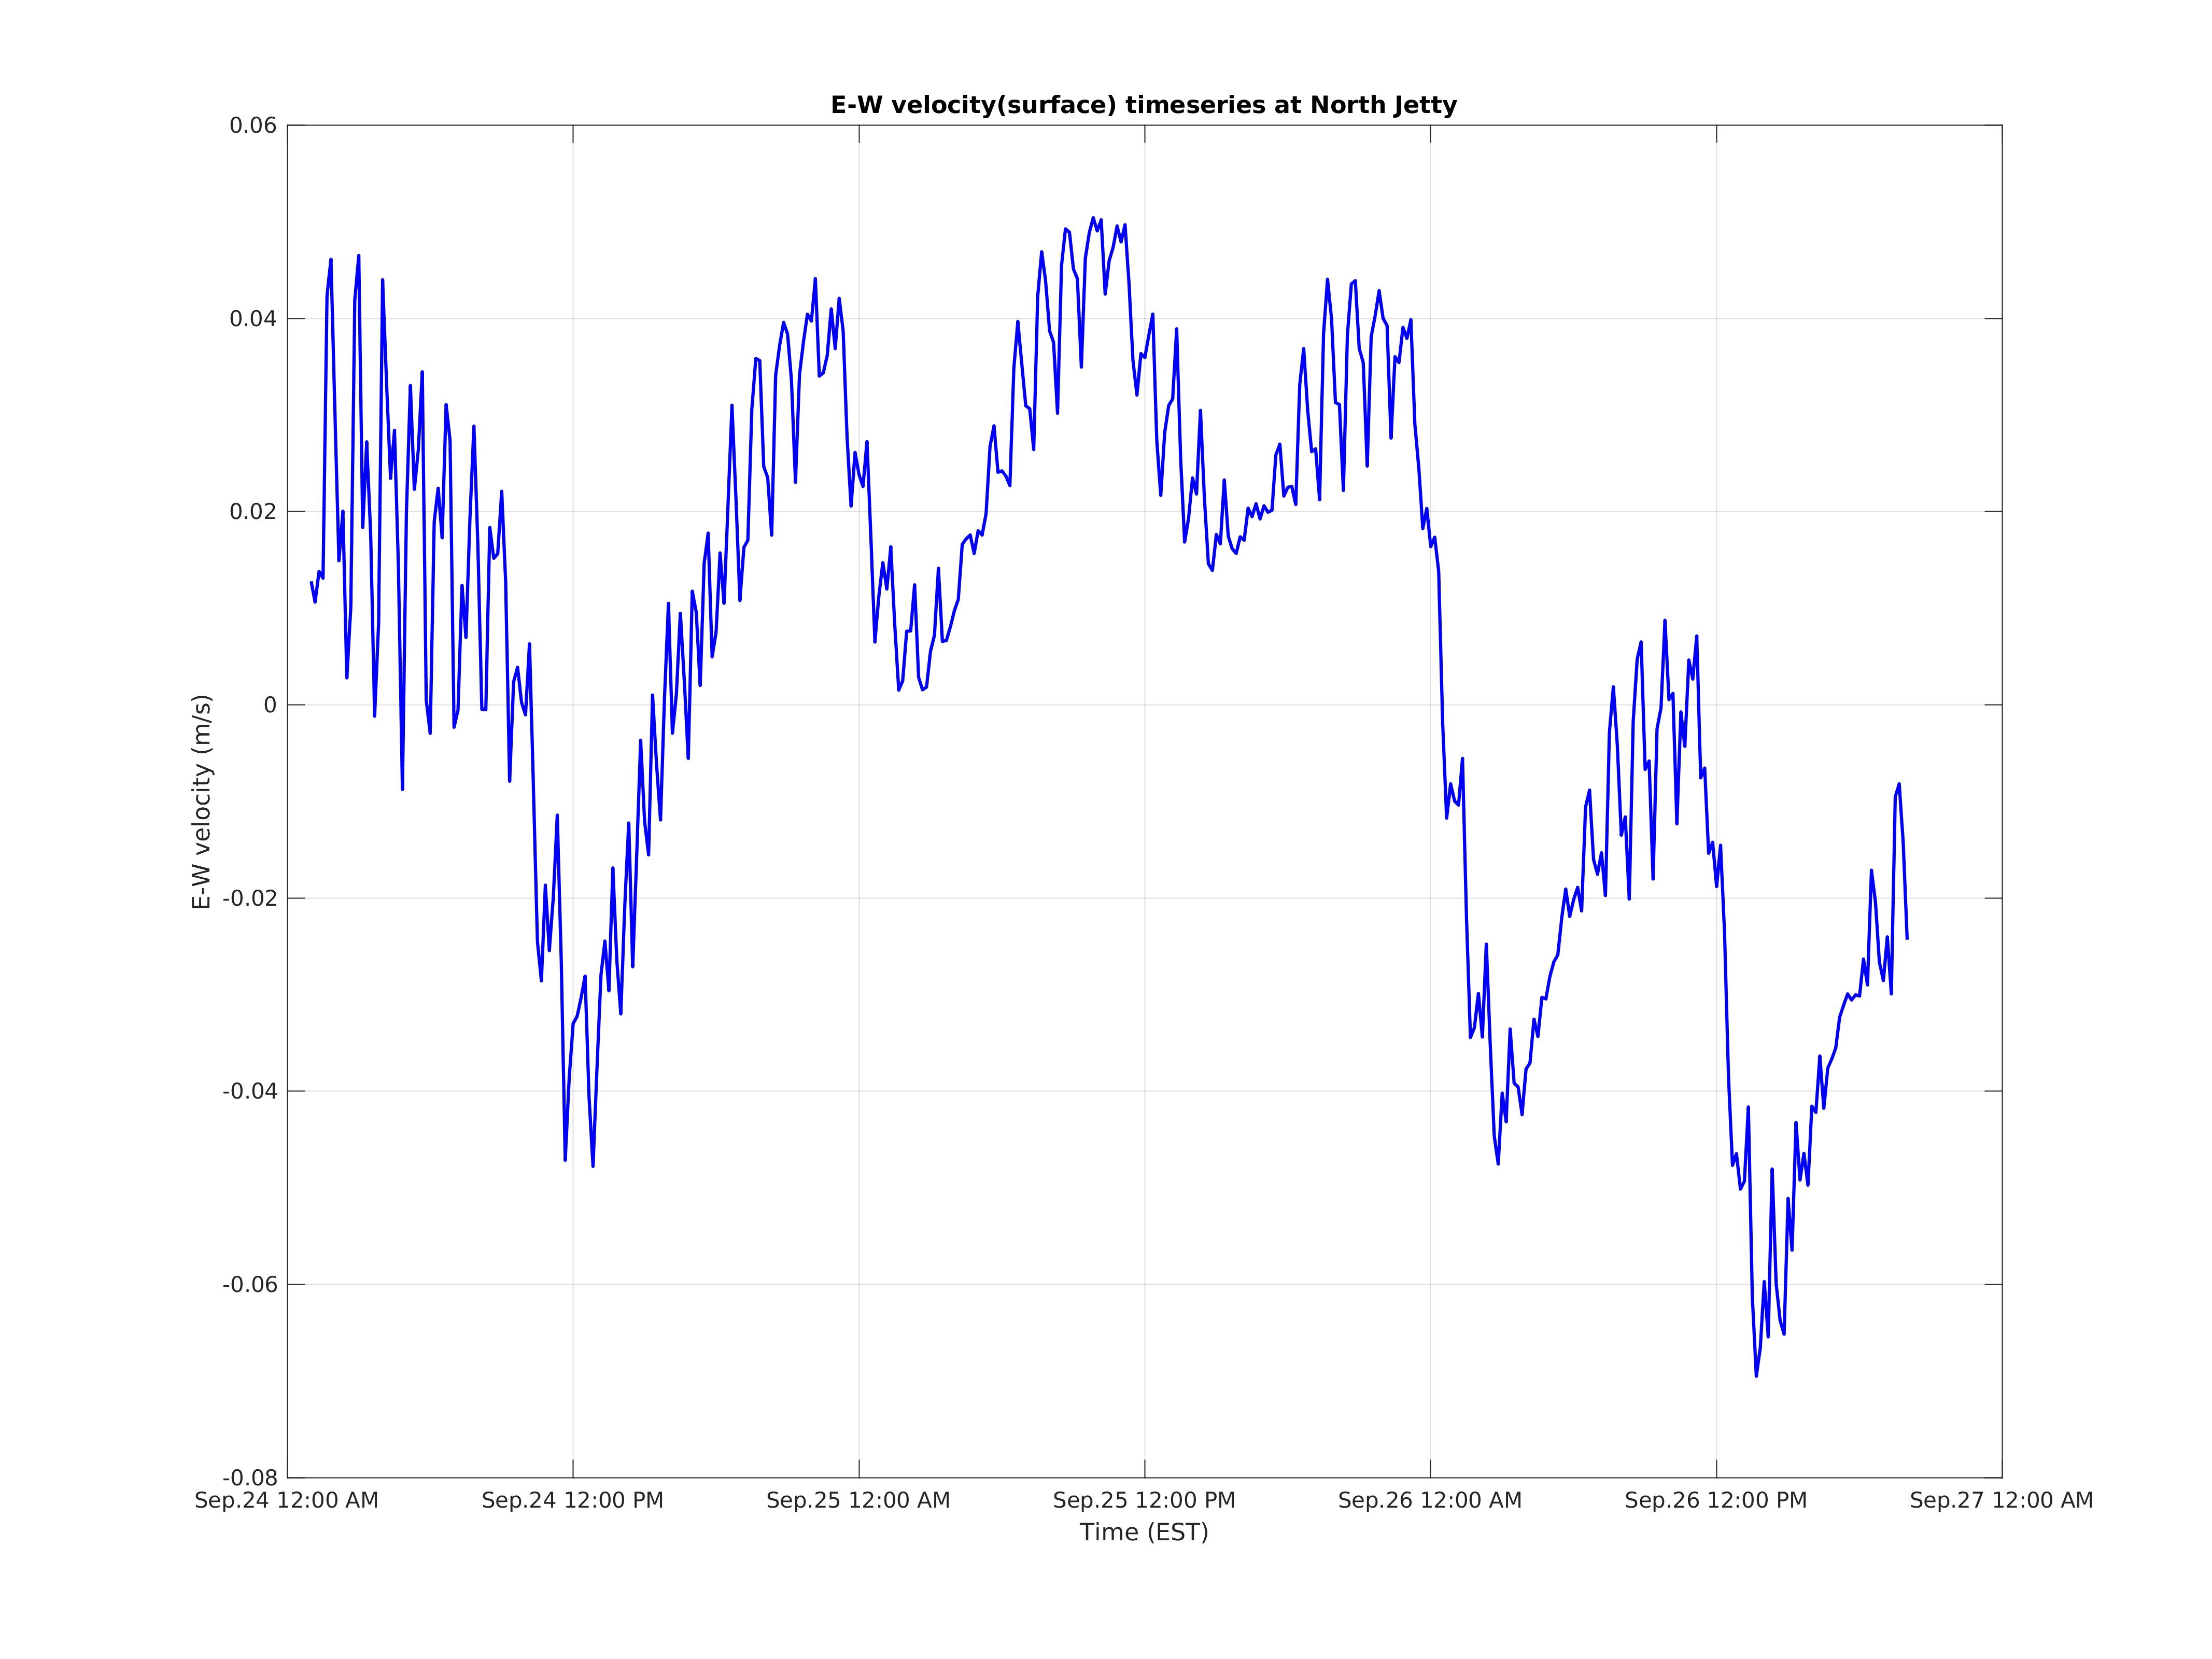 E-W velocity(surface) timeseries at North Jetty
0.06
0.04
0.02
0
-0.02
-0.04
-0.06
-0.08
E-W velocity (m/s)
Sep.24 12:00 AM Sep.24 12:00 PM Sep.25 12:00 AM Sep.25 12:00 PM Sep.26 12:00 AM Sep.26 12:00 PM Sep.27 12:00 AM
Time (EST)